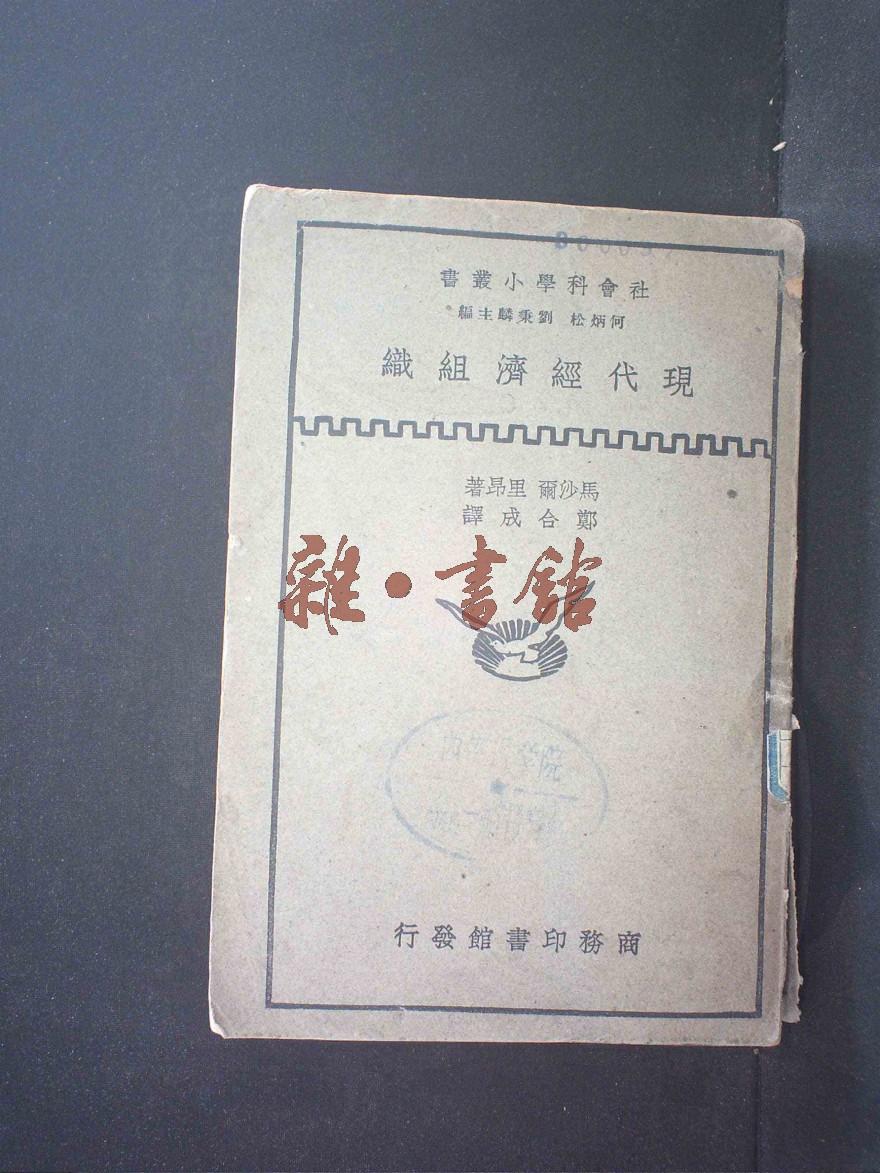 社會科學小叢書
何炳松 劉秉麟主編
現代經濟組織
馬沙爾 里昂著
鄭合成譯
雜·書館
學院
商務印書館發行